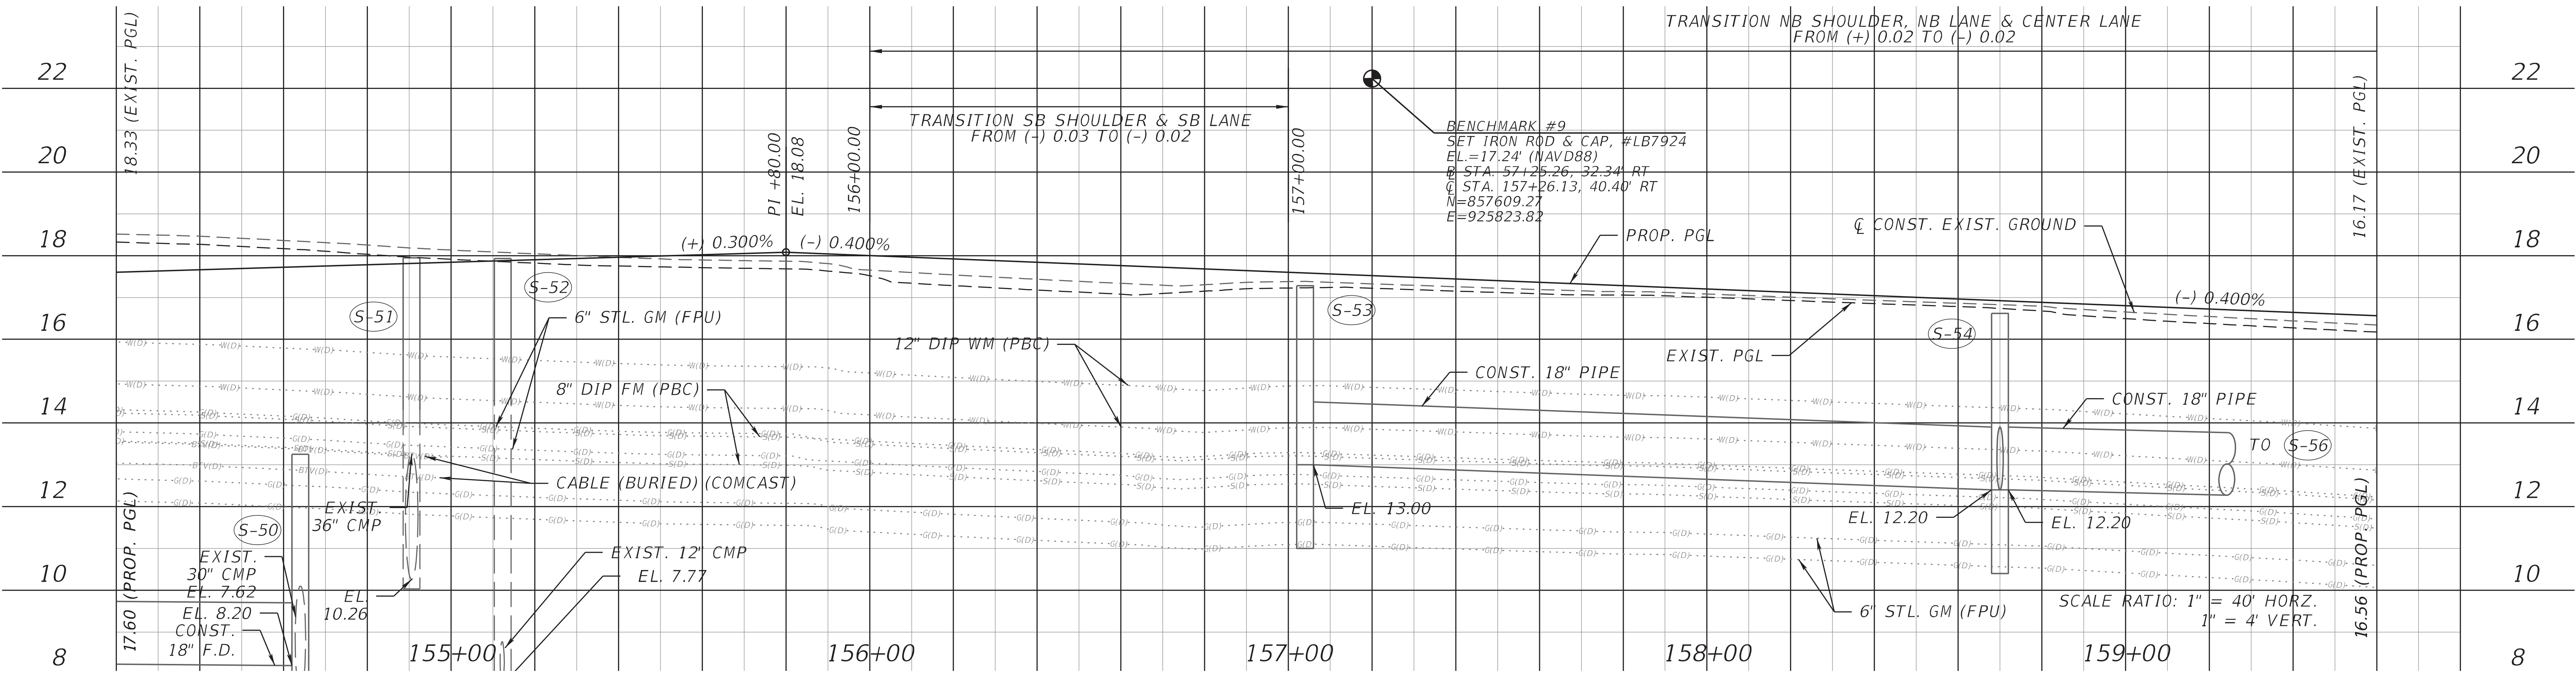 TRANSITION NB SHOULDER, NB LANE & CENTER LANE
FROM (+) 0.02 TO (–) 0.02
22
18.33 (EXIST. PGL)
16.17 (EXIST. PGL)
22
TRANSITION SB SHOULDER & SB LANE
FROM (–) 0.03 TO (–) 0.02
BENCHMARK #9
SET IRON ROD & CAP, #LB7924
EL.=17.24' (NAVD88)
STA. 57+25.26, 32.34' RT
℄ STA. 157+26.13, 40.40' RT
N=857609.27
E=925823.82
20
PI +80.00
EL. 18.08
156+00.00
157+00.00
20
18
(+) 0.300%
(–) 0.400%
PROP. PGL
℄ CONST. EXIST. GROUND
18
S–52
(–) 0.400%
S–51
6" STL. GM (FPU)
S–53
16
12" DIP WM (PBC)
EXIST. PGL
S–54
16
8" DIP FM (PBC)
CONST. 18" PIPE
CONST. 18" PIPE
14
14
TO
S–56
CABLE (BURIED) (COMCAST)
12
EXIST.
36" CMP
EL. 13.00
EL. 12.20
EL. 12.20
12
S–50
EXIST.
30" CMP
EL. 7.62
EXIST. 12" CMP
EL. 7.77
10
EL.
10.26
10
EL. 8.20
CONST.
18" F.D.
17.60 (PROP. PGL)
6" STL. GM (FPU)
SCALE RATIO: 1" = 40' HORZ.
1" = 4' VERT.
16.56 (PROP. PGL)
8
155+00
156+00
157+00
158+00
159+00
8
W(D)
W(D)
G(D)
S(D)
BTV(D)
G(D)
G(D)